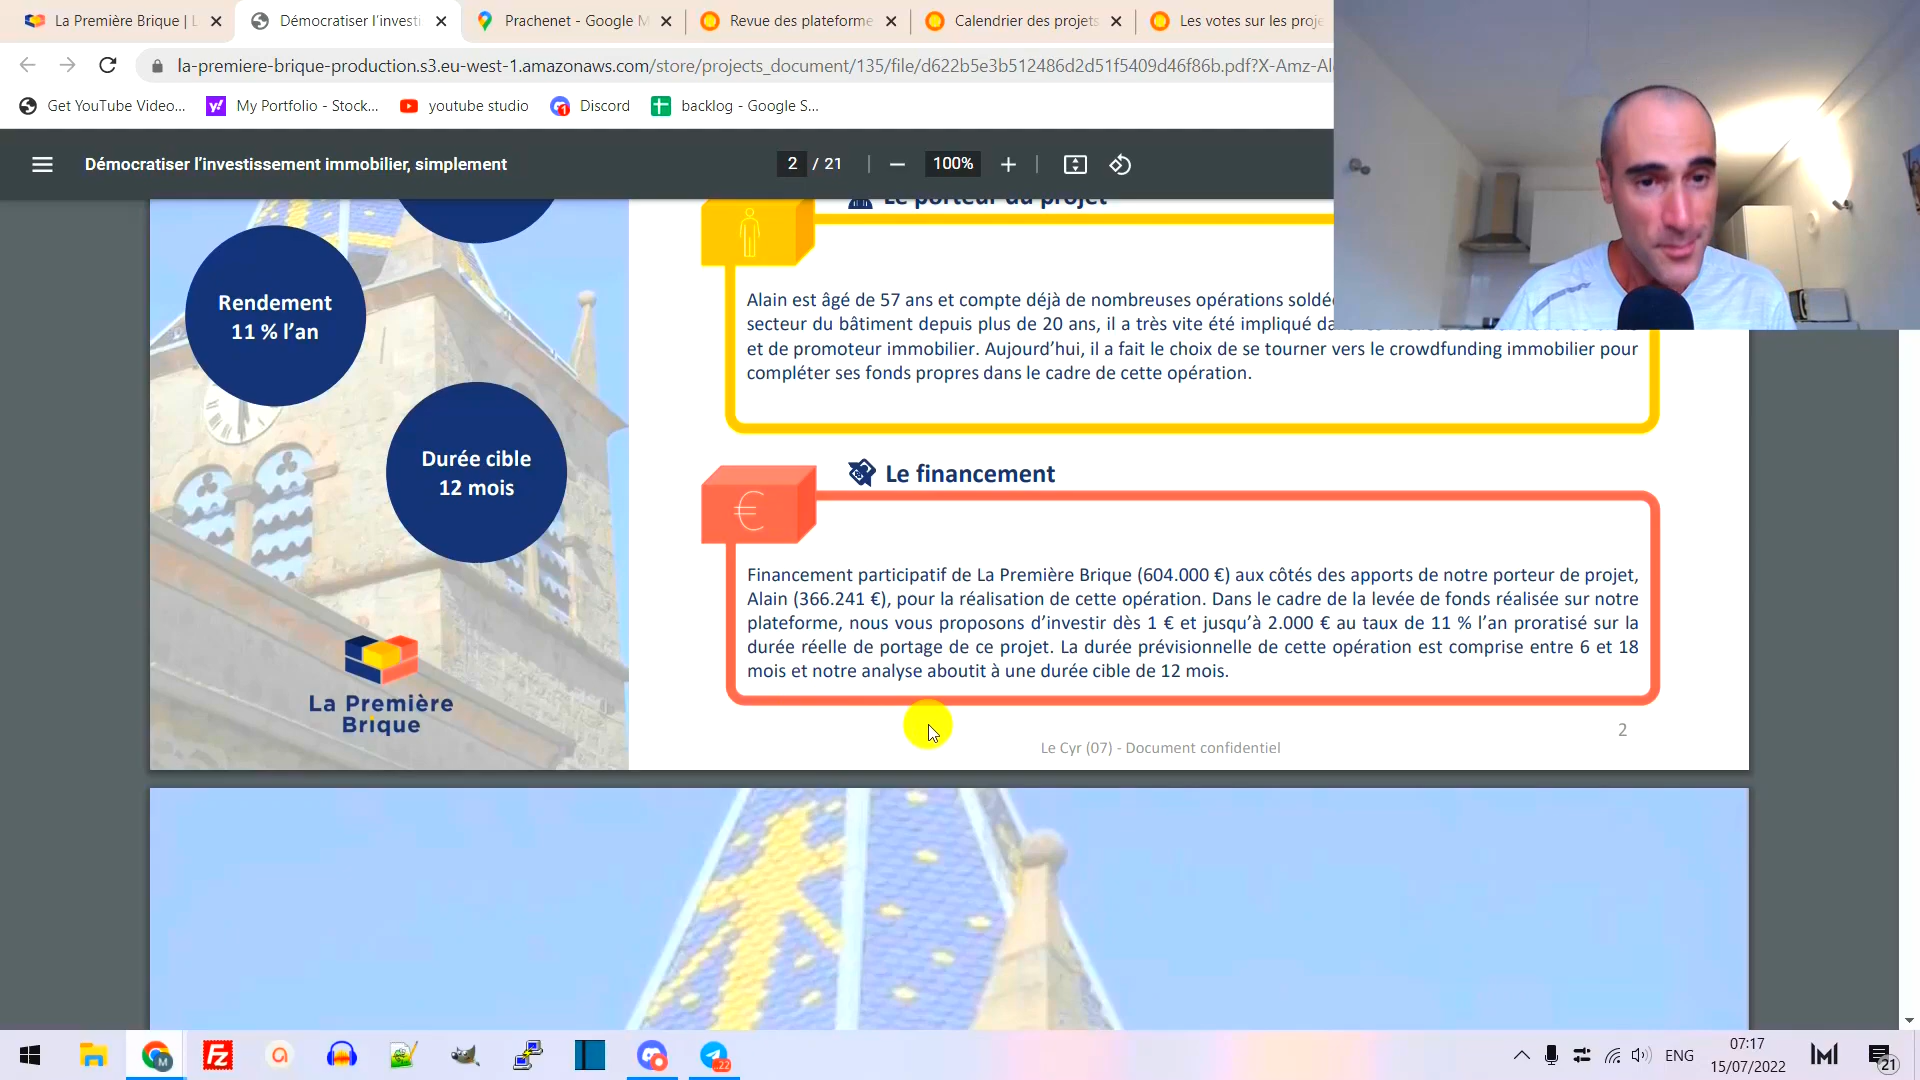 La Première Brique | L
Démocratiser l'investi
Prachenet - Google M
Revue des plateforme
Calendrier des projets
Les votes sur les proje
la-premiere-brique-production.s3.eu-west-1.amazonaws.com/store/projects_document/135/file/d622b5e3b512486d2d51f5409d46f86b.pdf?X-Amz-Al
Get YouTube Video...
My Portfolio - Stock...
youtube studio
Discord
backlog - Google S...
Démocratiser l'investissement immobilier, simplement
2 / 21
100%
Le porteur du projet
Rendement
11 % l'an
Alain est âgé de 57 ans et compte déjà de nombreuses opérations soldé
secteur du bâtiment depuis plus de 20 ans, il a très vite été impliqué
et de promoteur immobilier. Aujourd'hui, il a fait le choix de se tourner vers le crowdfunding immobilier pour
compléter ses fonds propres dans le cadre de cette opération.
Durée cible
12 mois
Le financement
€
Financement participatif de La Première Brique (604.000 €) aux côtés des apports de notre porteur de projet,
Alain (366.241 €), pour la réalisation de cette opération. Dans le cadre de la levée de fonds réalisée sur notre
plateforme, nous vous proposons d'investir dès 1 € et jusqu'à 2.000 € au taux de 11 % l'an proratisé sur la
durée réelle de portage de ce projet. La durée prévisionnelle de cette opération est comprise entre 6 et 18
mois et notre analyse aboutit à une durée cible de 12 mois.
La Première
Brique
2
Le Cyr (07) - Document confidentiel
ENG
07:17
15/07/2022
22
21